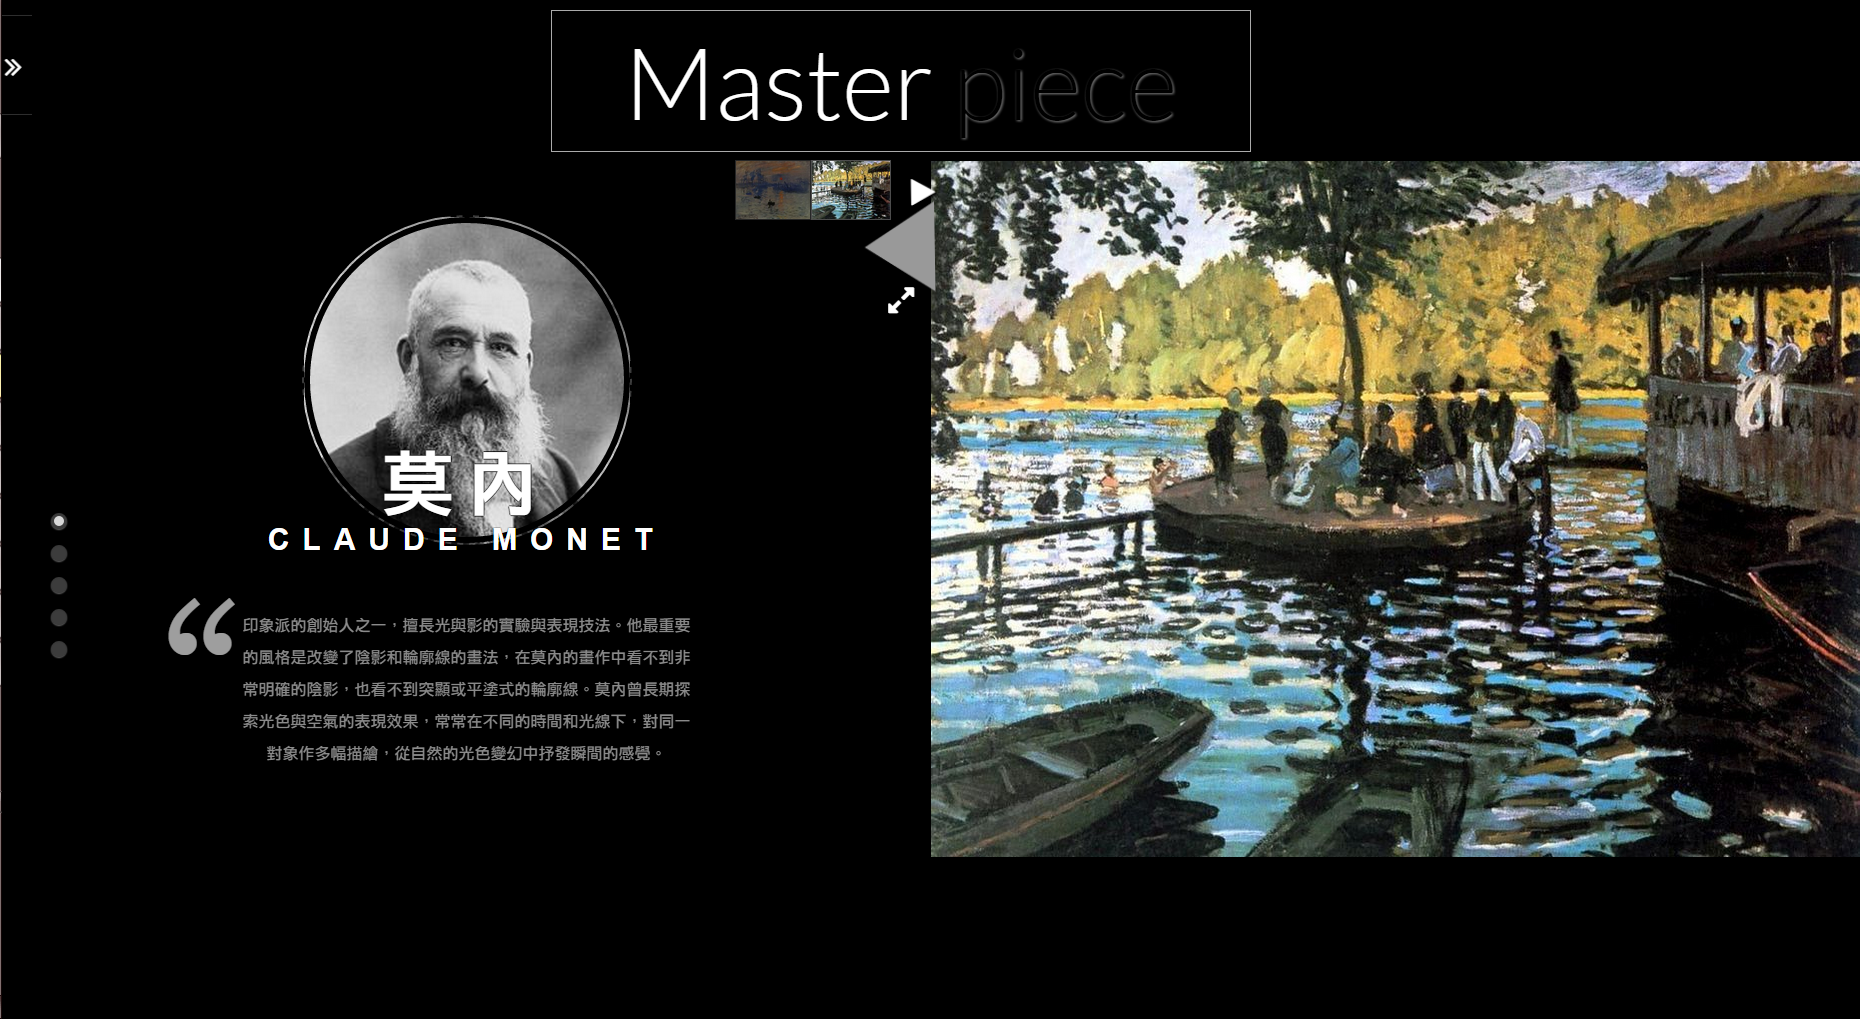 Master piece
莫內
CLAUDE MONET
印象派的創始人之一，擅長光與影的實驗與表現技法。他最重要
的風格是改變了陰影和輪廓線的畫法，在莫內的畫作中看不到非
常明確的陰影，也看不到突顯或平塗式的輪廓線。莫內曾長期探
索光色與空氣的表現效果，常常在不同的時間和光線下，對同一
對象作多幅描繪，從自然的光色變幻中抒發瞬間的感覺。